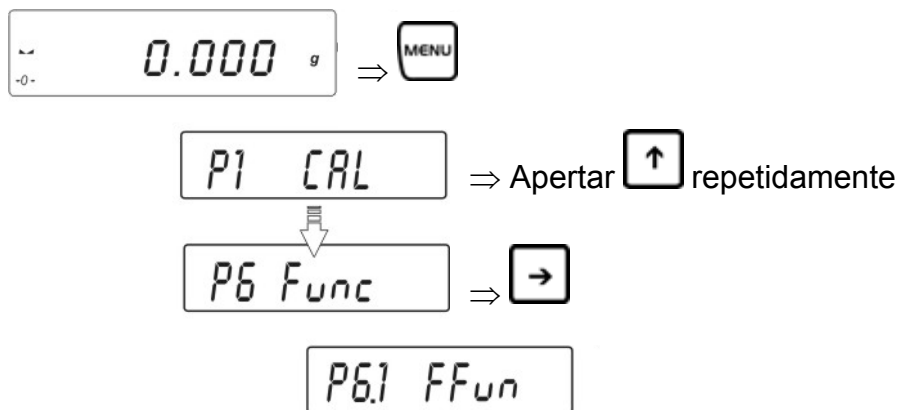 0.000 g ⇒ MENU
-0-
P1 CAL ⇒ Apertar ↑ repetidamente
P6 Func ⇒ →
P6.1 FFun